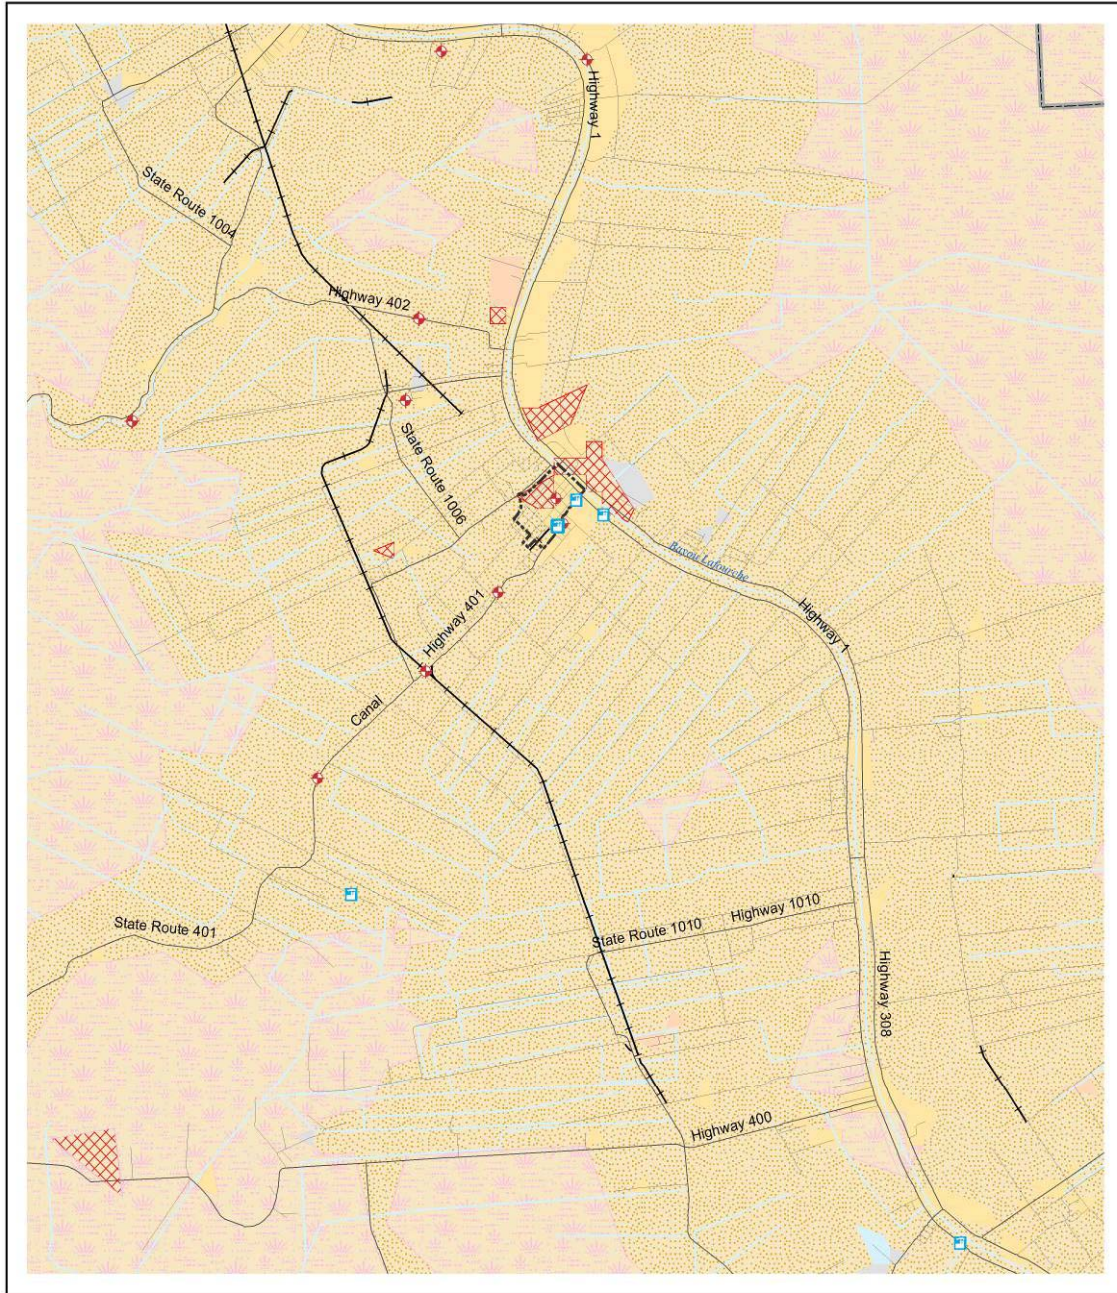 Highway 1
State Route 1004
Highway 402
State Route 1006
Bayou Lafourche
Highway 401
Highway 1
Canal
Highway 1010
State Route 401
State Route 1010
Highway 308
Highway 400